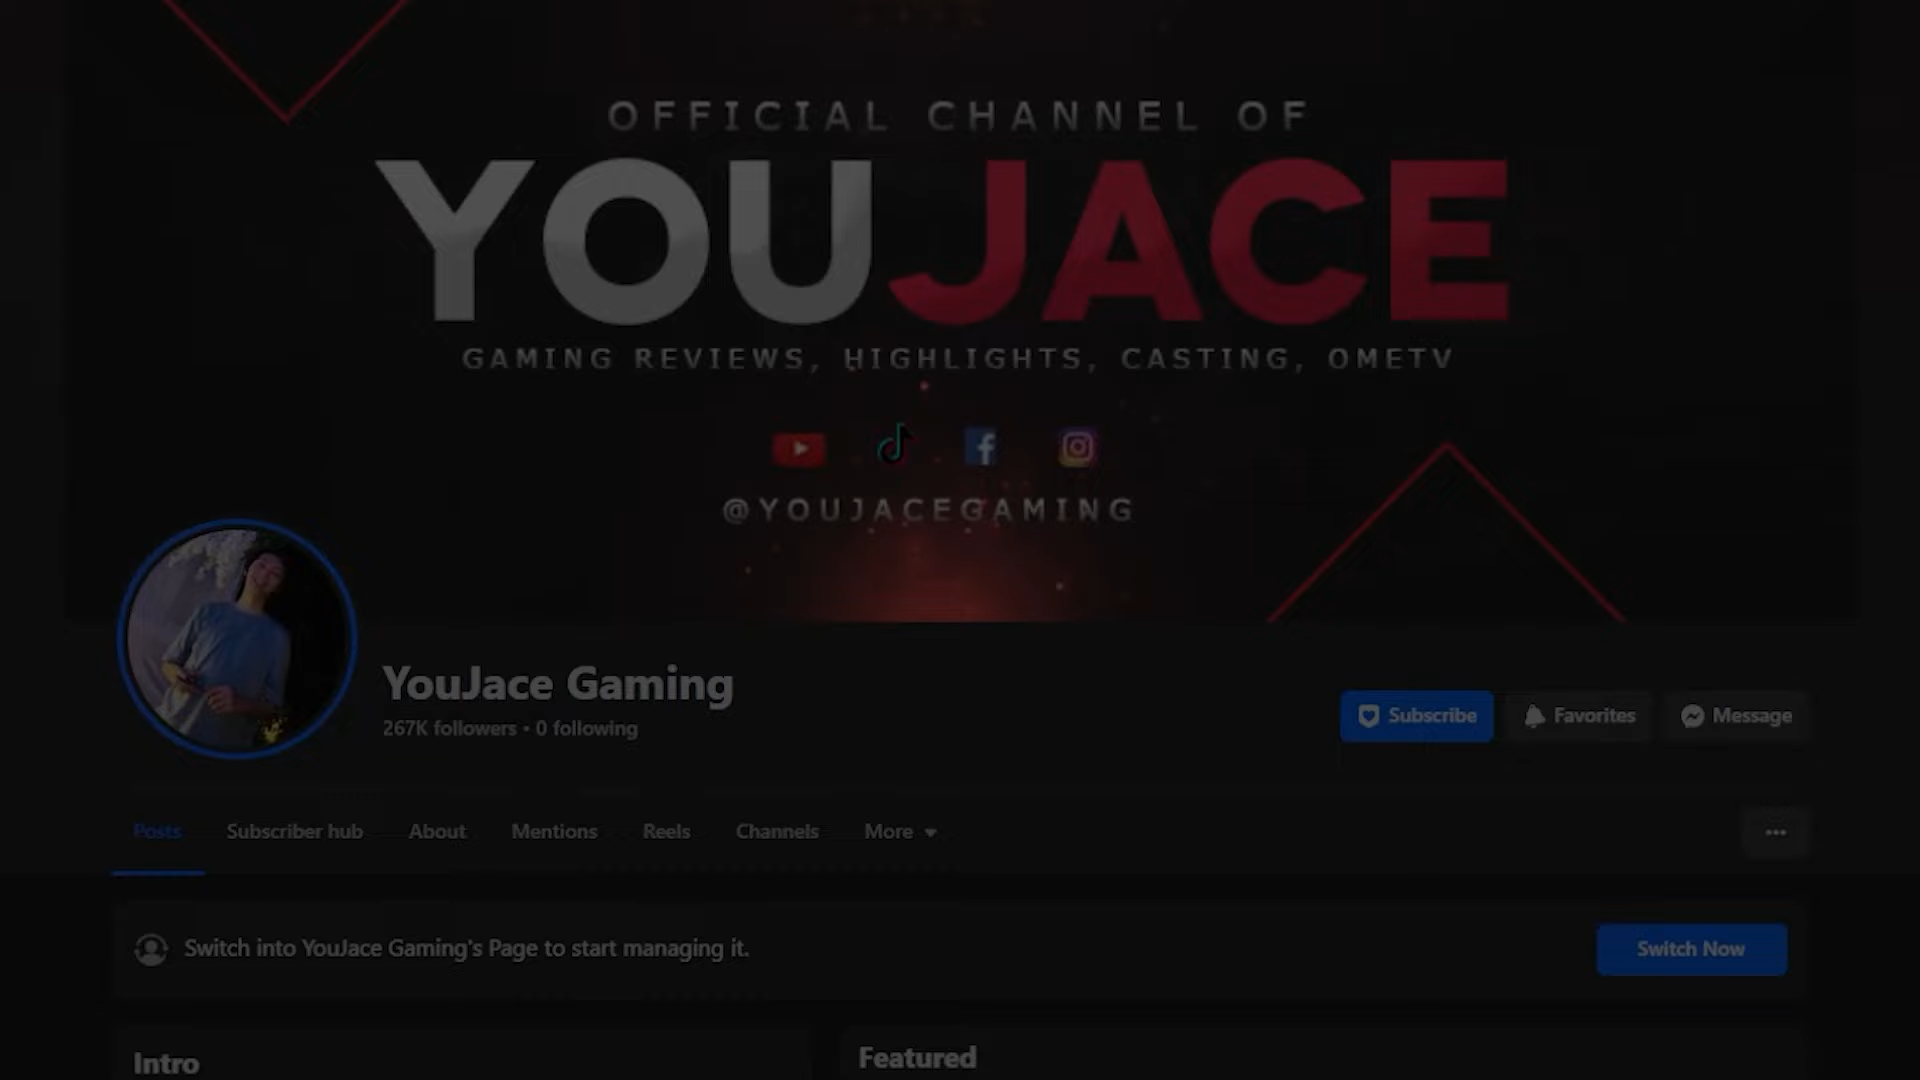 OFFICIAL CHANNEL OF
YOUJACE
GAMING REVIEWS, HIGHLIGHTS, CASTING, OMETV
@YOUJACEGAMING
YouJace Gaming
267K followers • 0 following
Subscribe Favorites Message
Posts Subscriber hub About Mentions Reels Channels More
Switch into YouJace Gaming's Page to start managing it.
Switch Now
Intro
Featured